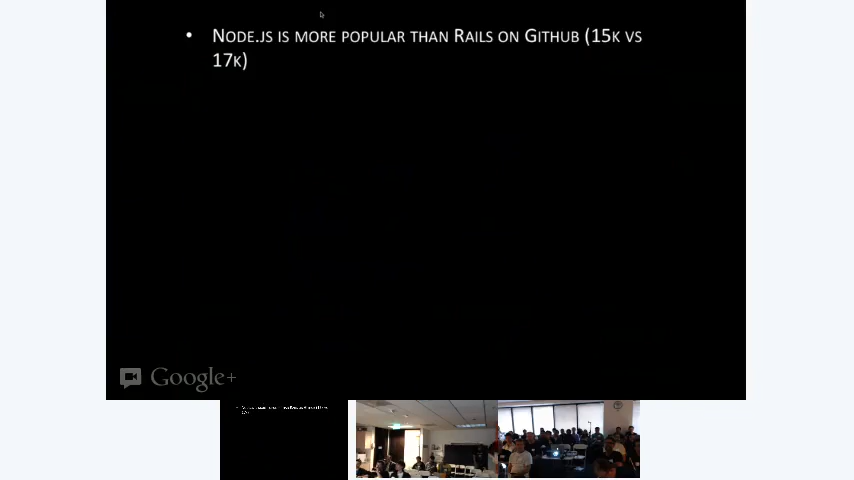 • Node.js is more popular than Rails on Github (15k vs
17k)
Google+